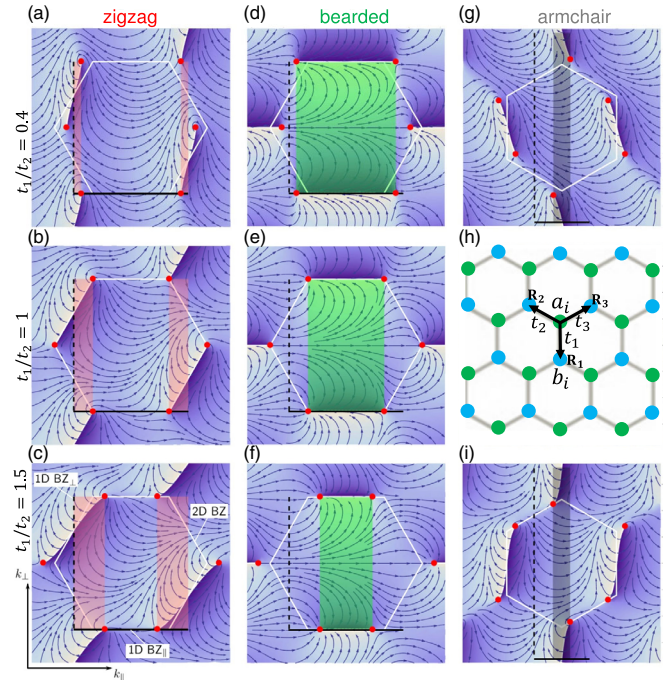 (a) zigzag (d) bearded (g) armchair
t₁/t₂ = 0.4
(b) (e) (h)
t₁/t₂ = 1
R₂ aᵢ R₃
t₂ t₃
t₁
R₁
bᵢ
(c) (f) (i)
t₁/t₂ = 1.5
1D BZ⊥
2D BZ
k⊥
1D BZ∥
k∥